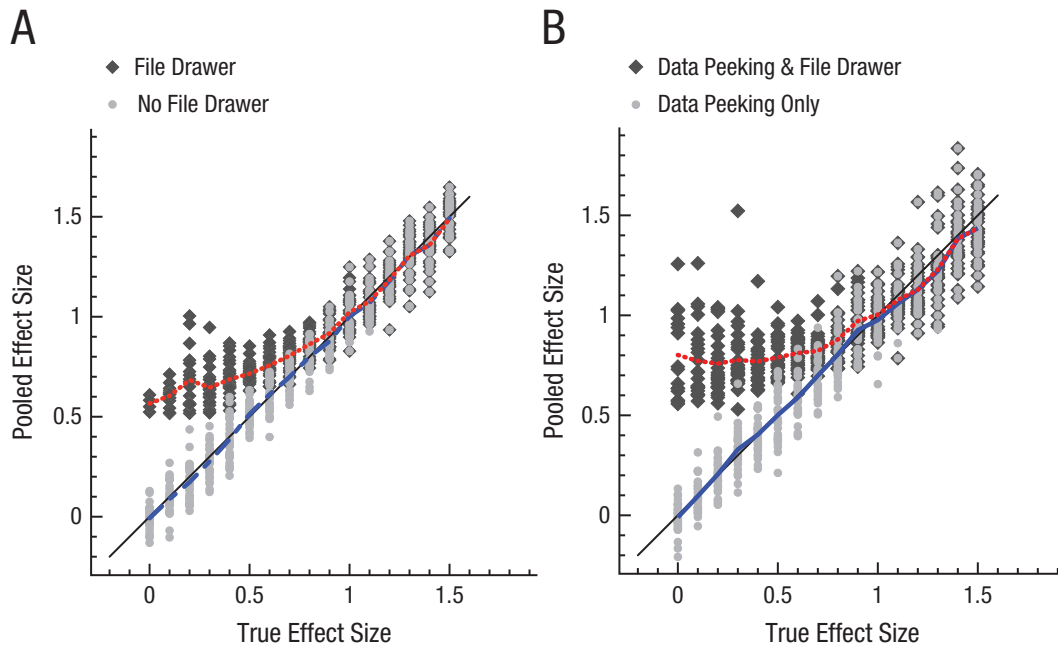 A
File Drawer
No File Drawer
Pooled Effect Size
1.5
1
0.5
0
0
0.5
1
1.5
True Effect Size
B
Data Peeking & File Drawer
Data Peeking Only
Pooled Effect Size
1.5
1
0.5
0
0
0.5
1
1.5
True Effect Size